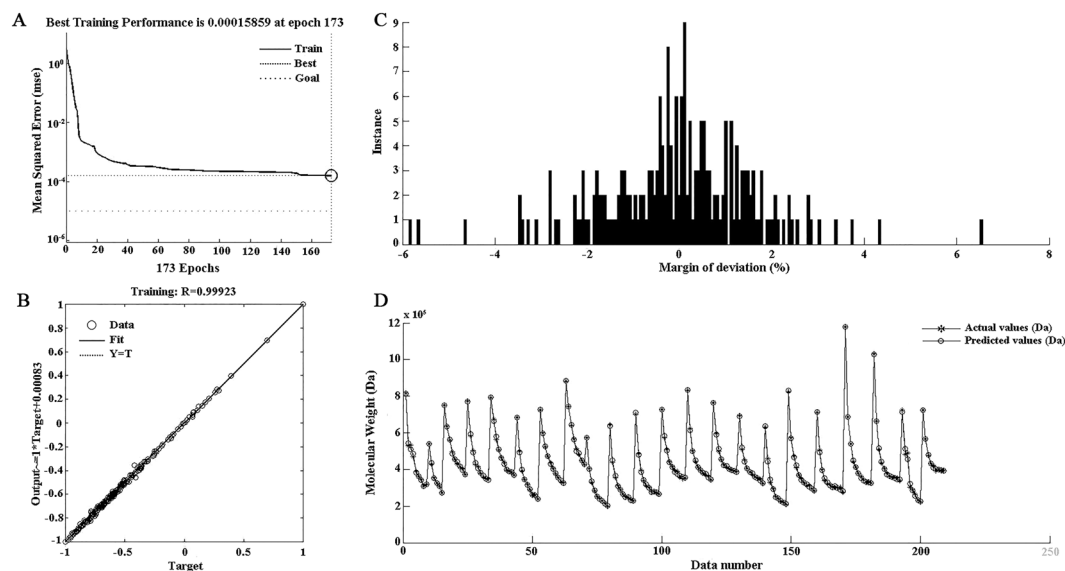 A
Best Training Performance is 0.00015859 at epoch 173
Mean Squared Error (mse)
10^0
10^-2
10^-4
10^-6
Train
Best
Goal
0 20 40 60 80 100 120 140 160
173 Epochs
B
Training: R=0.99923
Output~=1*Target+0.00083
1
0.8
0.6
0.4
0.2
0
-0.2
-0.4
-0.6
-0.8
-1
Data
Fit
Y=T
-1 -0.5 0 0.5 1
Target
C
Instance
9
8
7
6
5
4
3
2
1
0
-6 -4 -2 0 2 4 6 8
Margin of deviation (%)
D
x 10^5
Molecular Weight (Da)
12
10
8
6
4
2
0
Actual values (Da)
Predicted values (Da)
0 50 100 150 200 250
Data number